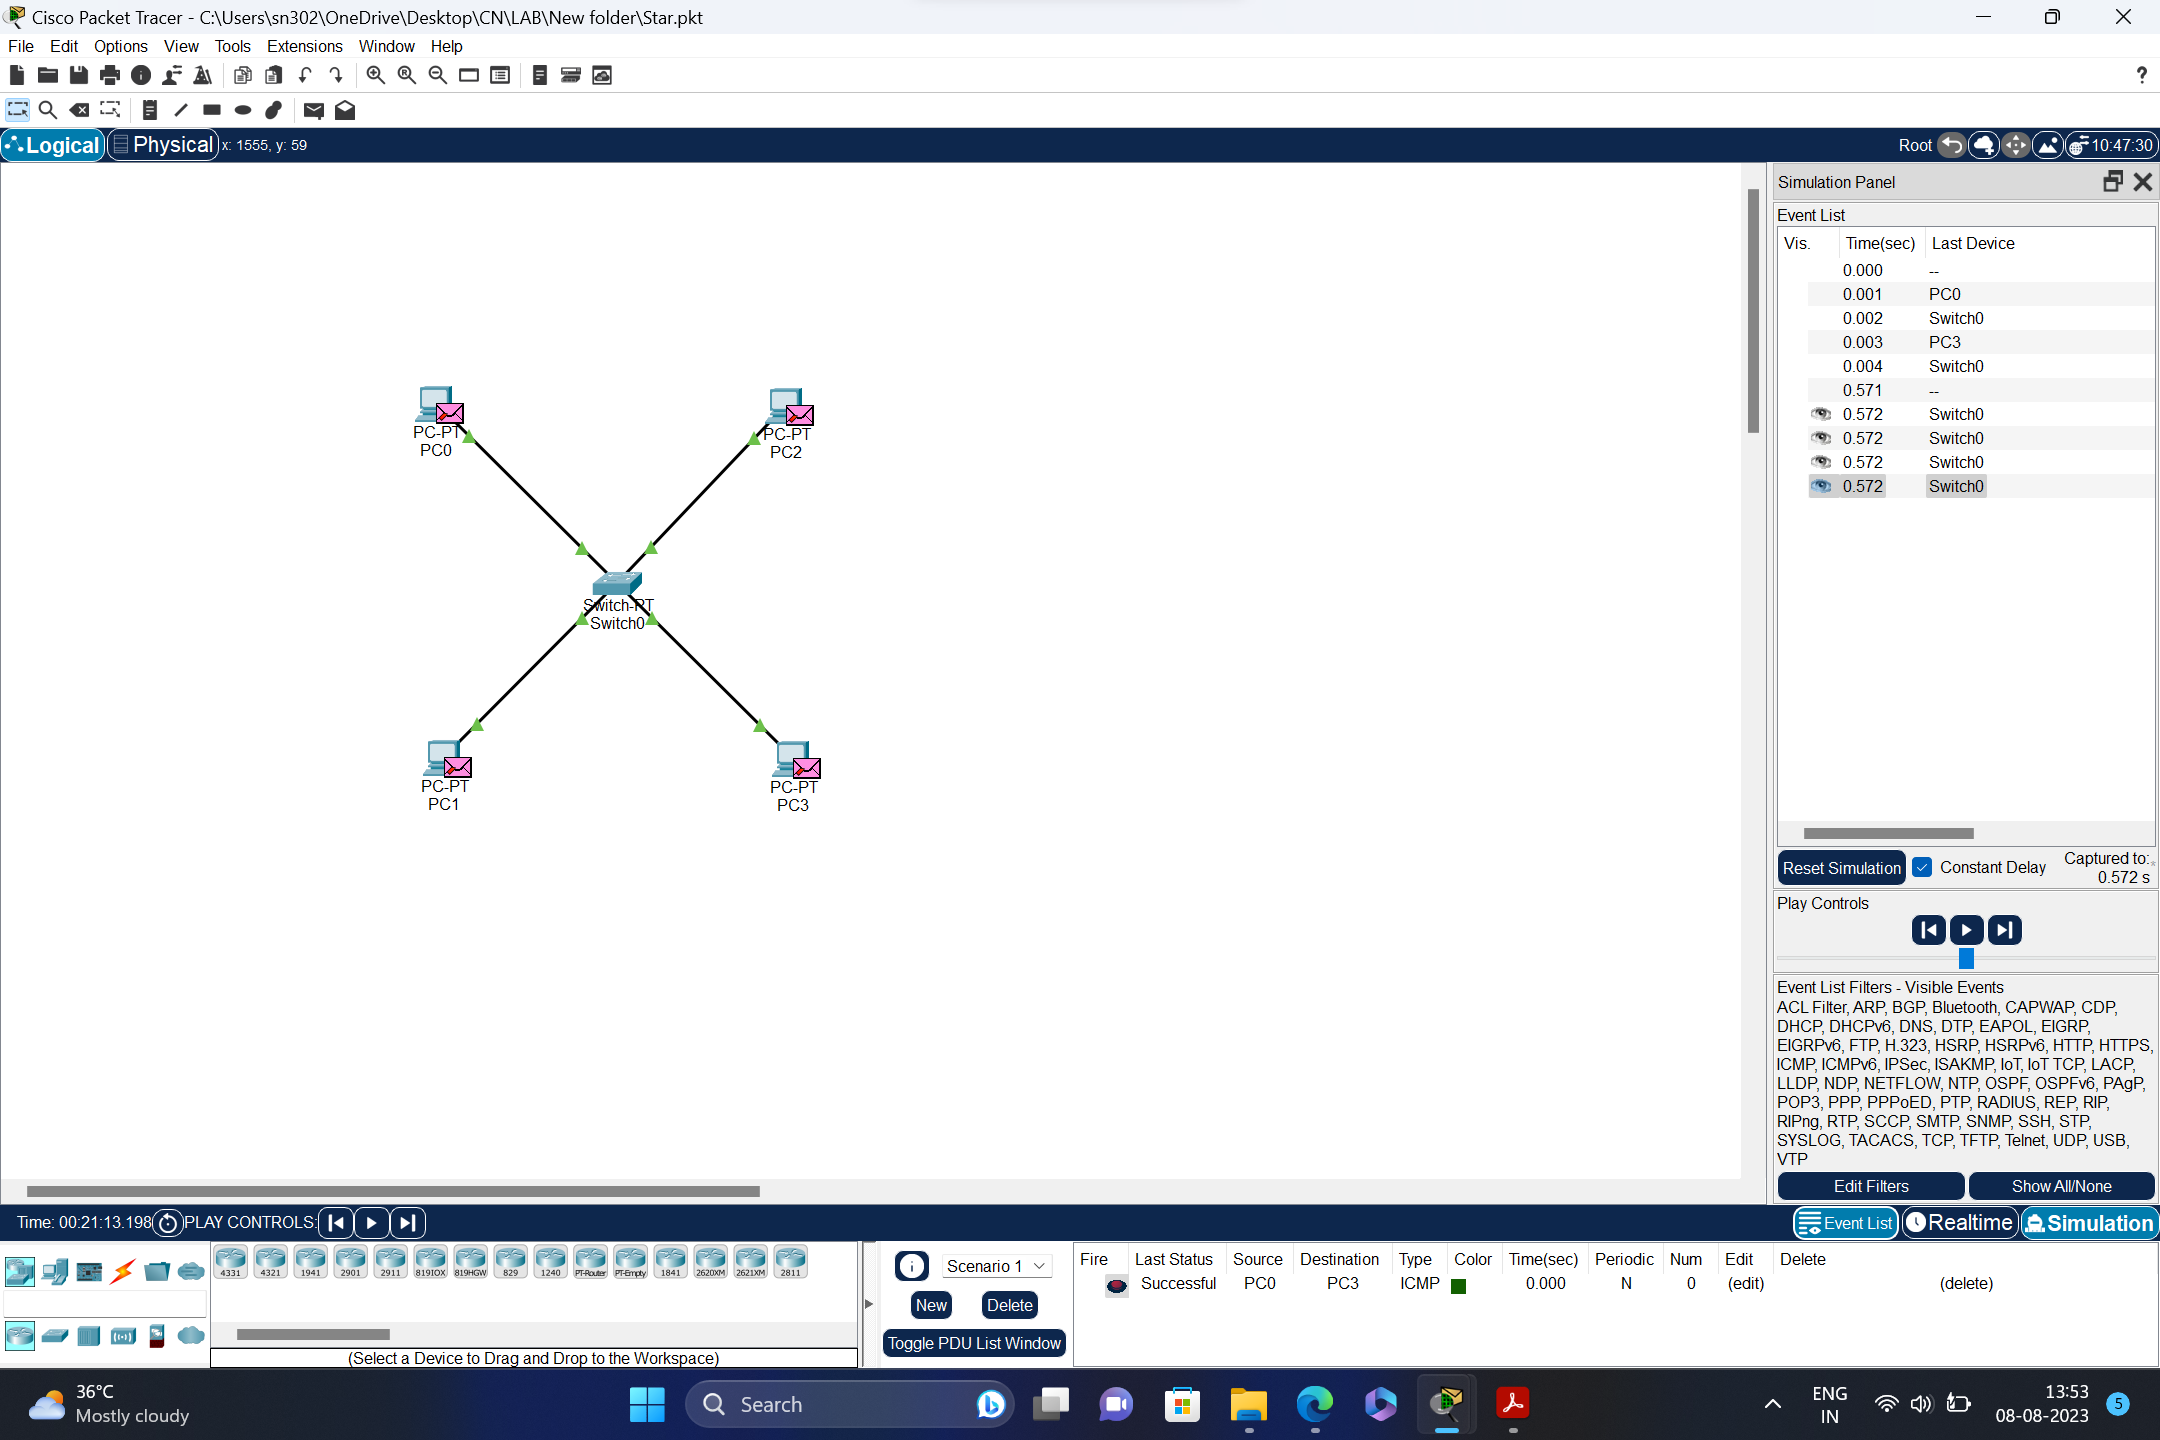 Cisco Packet Tracer - C:\Users\sn302\OneDrive\Desktop\CN\LAB\New folder\Star.pkt
File Edit Options View Tools Extensions Window Help
?
Logical Physical x: 1555, y: 59 Root 10:47:30
Simulation Panel
Event List
Vis. Time(sec) Last Device
0.000 --
0.001 PC0
0.002 Switch0
0.003 PC3
0.004 Switch0
0.571 --
0.572 Switch0
0.572 Switch0
0.572 Switch0
0.572 Switch0
PC-PT
PC0
PC-PT
PC2
Switch-PT
Switch0
PC-PT
PC1
PC-PT
PC3
Reset Simulation Constant Delay Captured to:
0.572 s
Play Controls
Event List Filters - Visible Events
ACL Filter, ARP, BGP, Bluetooth, CAPWAP, CDP,
DHCP, DHCPv6, DNS, DTP, EAPOL, EIGRP,
EIGRPv6, FTP, H.323, HSRP, HSRPv6, HTTP, HTTPS,
ICMP, ICMPv6, IPSec, ISAKMP, IoT, IoT TCP, LACP,
LLDP, NDP, NETFLOW, NTP, OSPF, OSPFv6, PAgP,
POP3, PPP, PPPoED, PTP, RADIUS, REP, RIP,
RIPng, RTP, SCCP, SMTP, SNMP, SSH, STP,
SYSLOG, TACACS, TCP, TFTP, Telnet, UDP, USB,
VTP
Edit Filters Show All/None
Time: 00:21:13.198 PLAY CONTROLS: Event List Realtime Simulation
4331 4321 1941 2901 2911 819IOX 819HGW 829 1240 PT-Router PT-Empty 1841 2620XM 2621XM 2811
(Select a Device to Drag and Drop to the Workspace)
Scenario 1
New Delete
Toggle PDU List Window
Fire Last Status Source Destination Type Color Time(sec) Periodic Num Edit Delete
Successful PC0 PC3 ICMP 0.000 N 0 (edit) (delete)
36°C
Mostly cloudy
Search
ENG
IN
13:53
08-08-2023
5